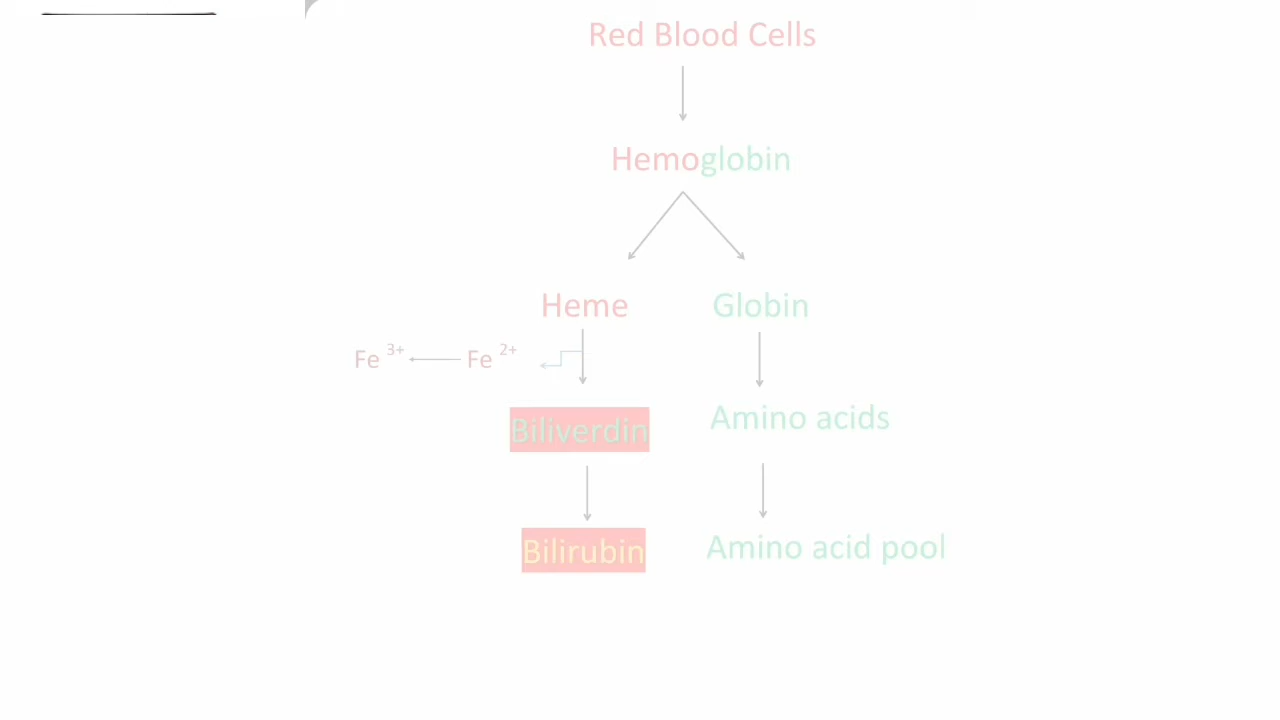 Red Blood Cells
Hemoglobin
Heme
Globin
Fe 3+
Fe 2+
Biliverdin
Amino acids
Bilirubin
Amino acid pool